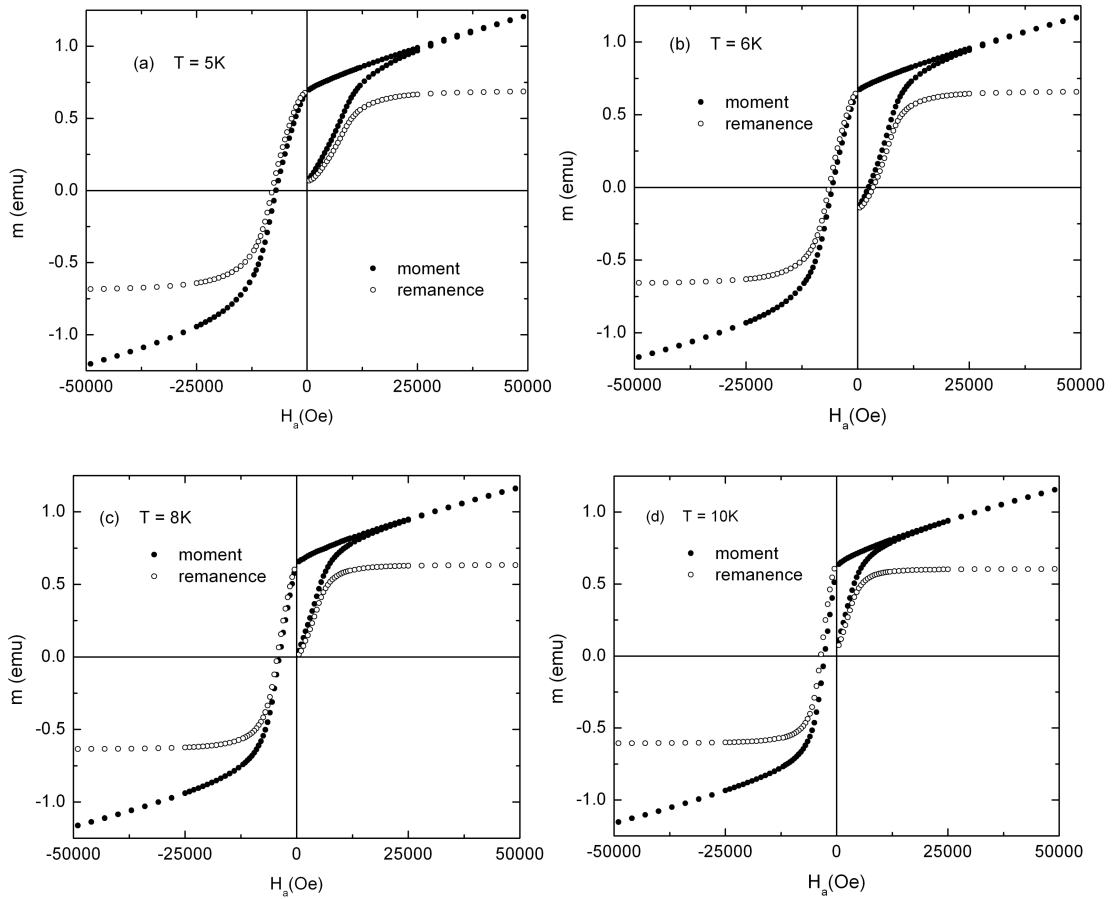 (a) T = 5K
1.0
0.5
0.0
-0.5
-1.0
m (emu)
moment
remanence
-50000 -25000 0 25000 50000
H_a(Oe)
(b) T = 6K
1.0
0.5
0.0
-0.5
-1.0
m (emu)
moment
remanence
-50000 -25000 0 25000 50000
H_a(Oe)
(c) T = 8K
1.0
0.5
0.0
-0.5
-1.0
m (emu)
moment
remanence
-50000 -25000 0 25000 50000
H_a(Oe)
(d) T = 10K
1.0
0.5
0.0
-0.5
-1.0
m (emu)
moment
remanence
-50000 -25000 0 25000 50000
H_a(Oe)